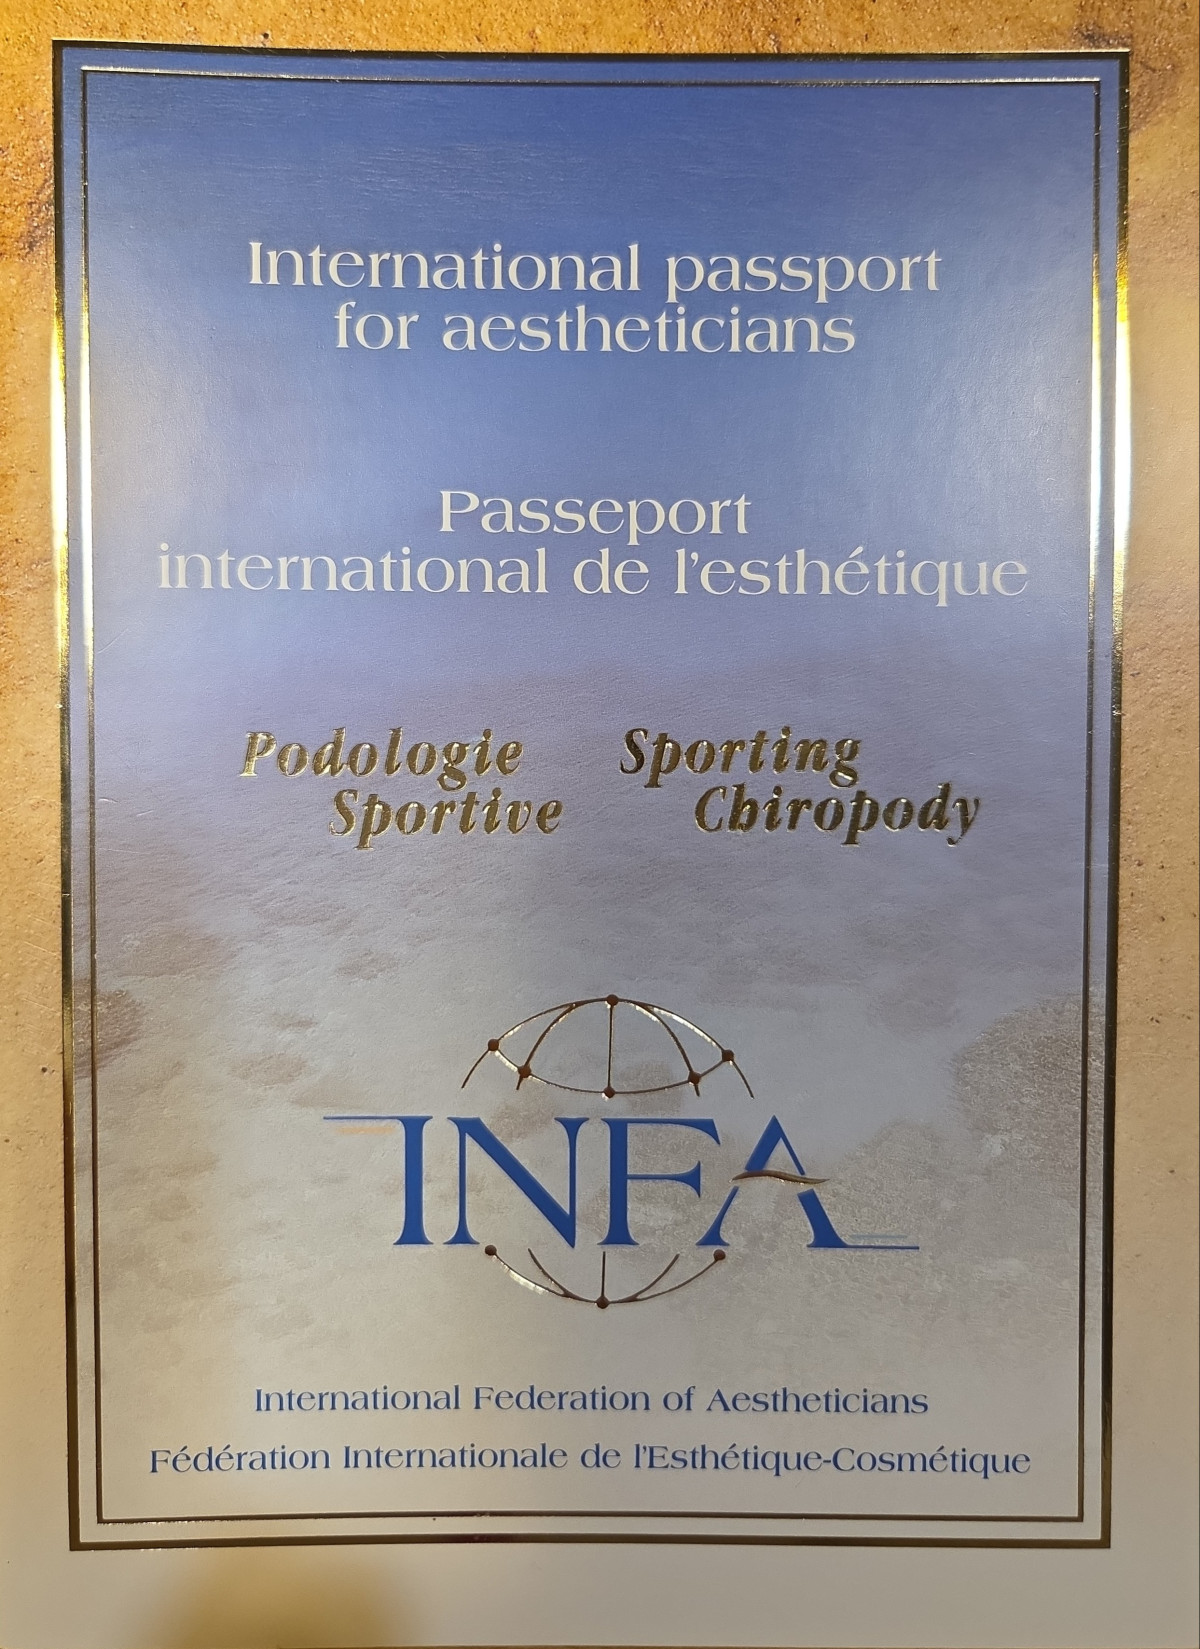 International passport
for aestheticians
Passeport
international de l'esthétique
Podologie
Sportive
Sporting
Chiropody
INFA
International Federation of Aestheticians
Fédération Internationale de l'Esthétique-Cosmétique